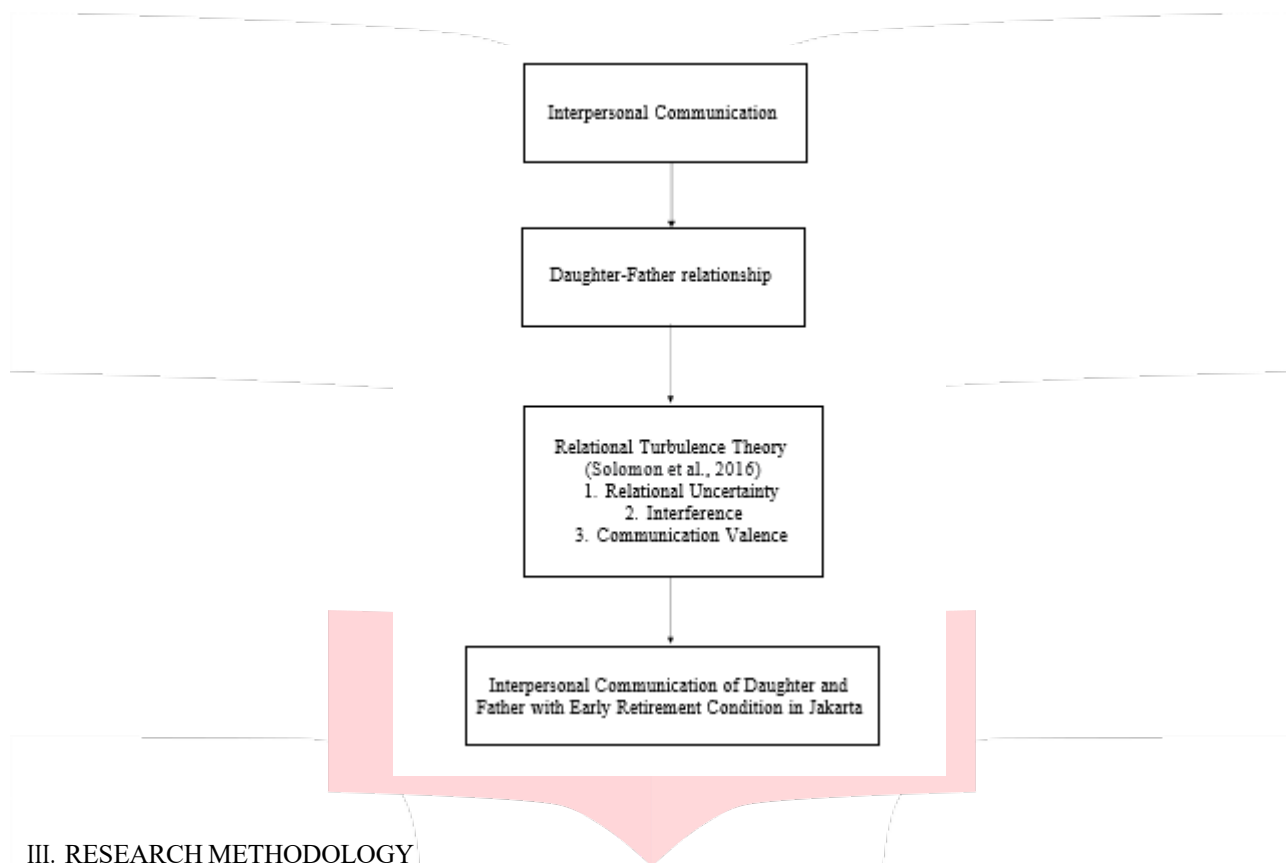 Interpersonal Communication
Daughter-Father relationship
Relational Turbulence Theory
(Solomon et al., 2016)
1. Relational Uncertainty
2. Interference
3. Communication Valence
Interpersonal Communication of Daughter and
Father with Early Retirement Condition in Jakarta
III. RESEARCH METHODOLOGY